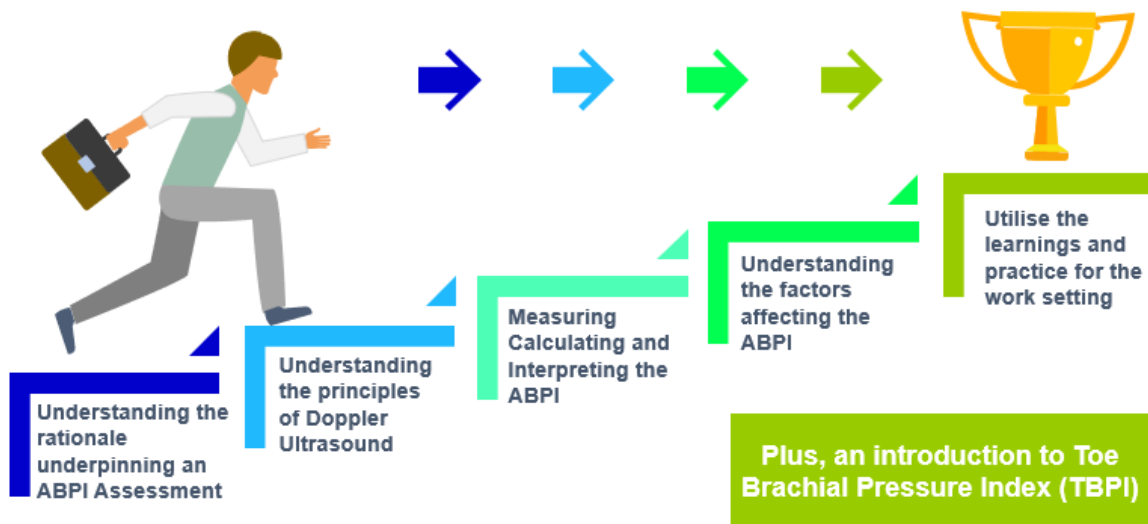 Understanding the
rationale
underpinning an
ABPI Assessment
Understanding
the principles
of Doppler
Ultrasound
Measuring
Calculating and
Interpreting the
ABPI
Understanding
the factors
affecting the
ABPI
Utilise the
learnings and
practice for the
work setting
Plus, an introduction to Toe
Brachial Pressure Index (TBPI)